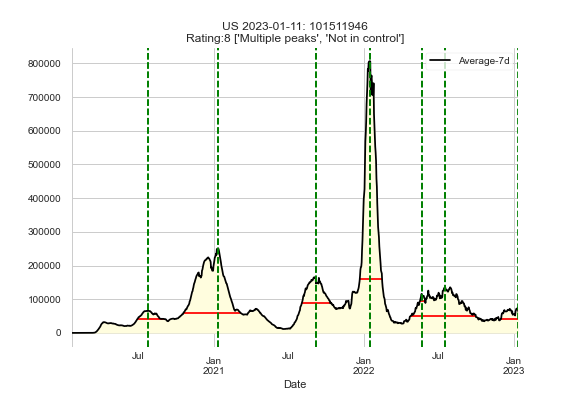 US 2023-01-11: 101511946
Rating:8 ['Multiple peaks', 'Not in control']
Average-7d
800000
700000
600000
500000
400000
300000
200000
100000
0
Jul
Jan
2021
Jul
Jan
2022
Jul
Jan
2023
Date